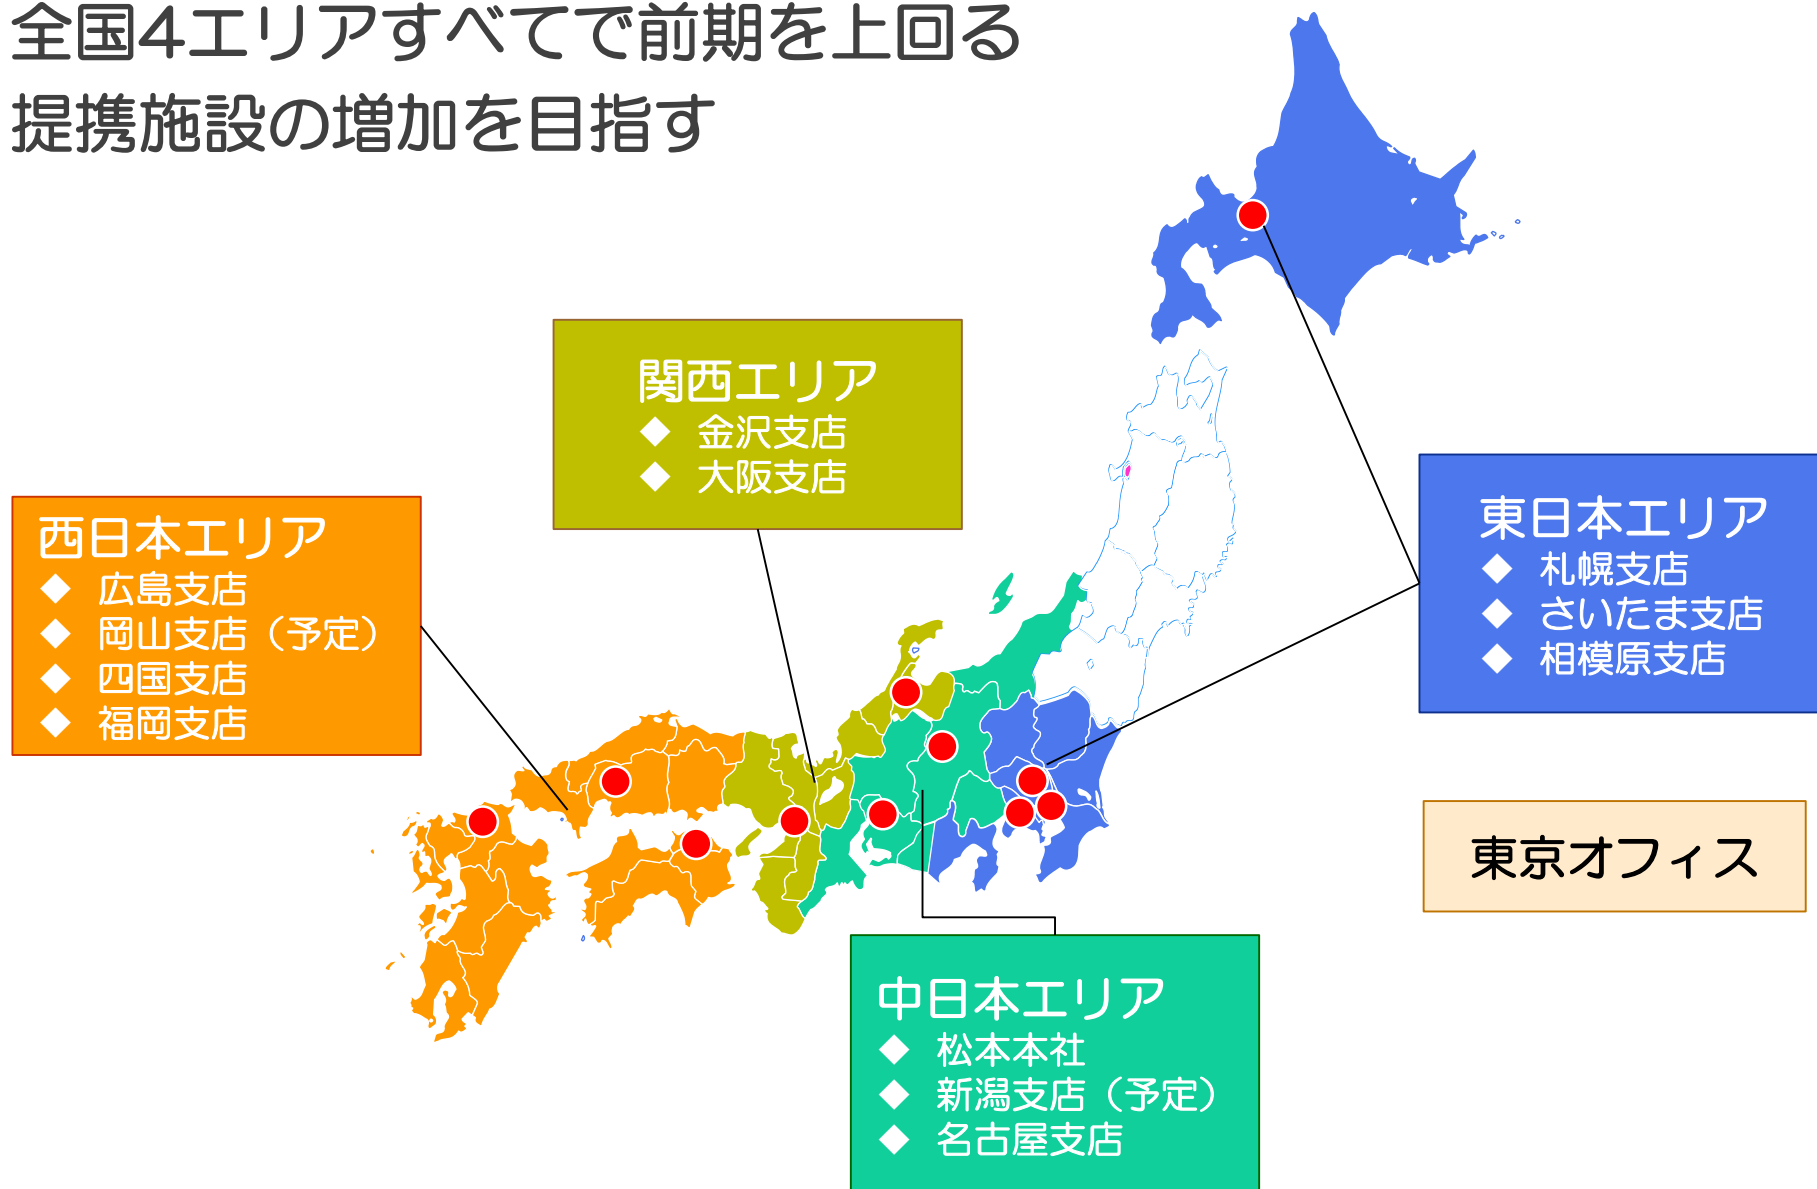 全国4エリアすべてで前期を上回る
提携施設の増加を目指す
関西エリア
◆ 金沢支店
◆ 大阪支店
西日本エリア
◆ 広島支店
◆ 岡山支店（予定）
◆ 四国支店
◆ 福岡支店
東日本エリア
◆ 札幌支店
◆ さいたま支店
◆ 相模原支店
東京オフィス
中日本エリア
◆ 松本本社
◆ 新潟支店（予定）
◆ 名古屋支店